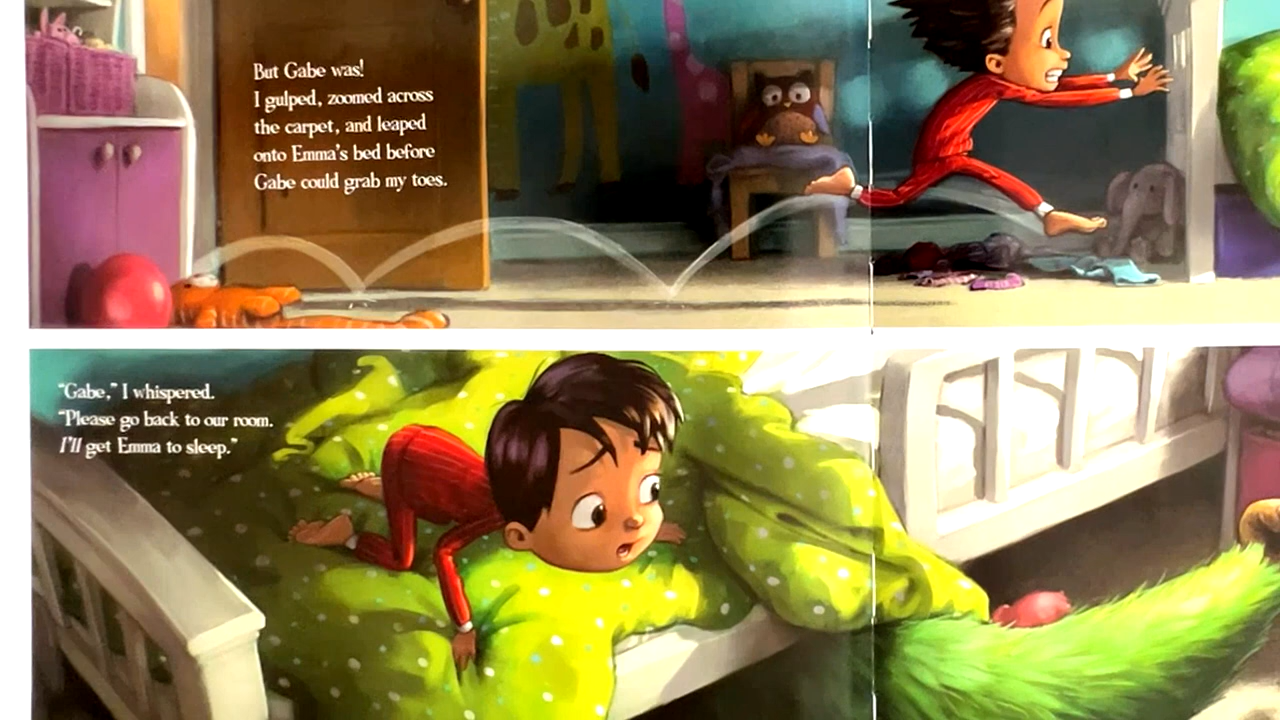 But Gabe was!
I gulped, zoomed across
the carpet, and leaped
onto Emma's bed before
Gabe could grab my toes.
"Gabe," I whispered.
"Please go back to our room.
I'll get Emma to sleep."